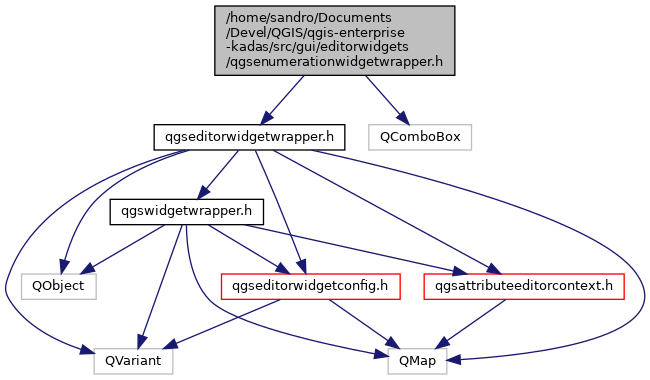 /home/sandro/Documents
/Devel/QGIS/qgis-enterprise
-kadas/src/gui/editorwidgets
/qgsenumerationwidgetwrapper.h
qgseditorwidgetwrapper.h
QComboBox
qgswidgetwrapper.h
QObject
qgseditorwidgetconfig.h
qgsattributeeditorcontext.h
QVariant
QMap